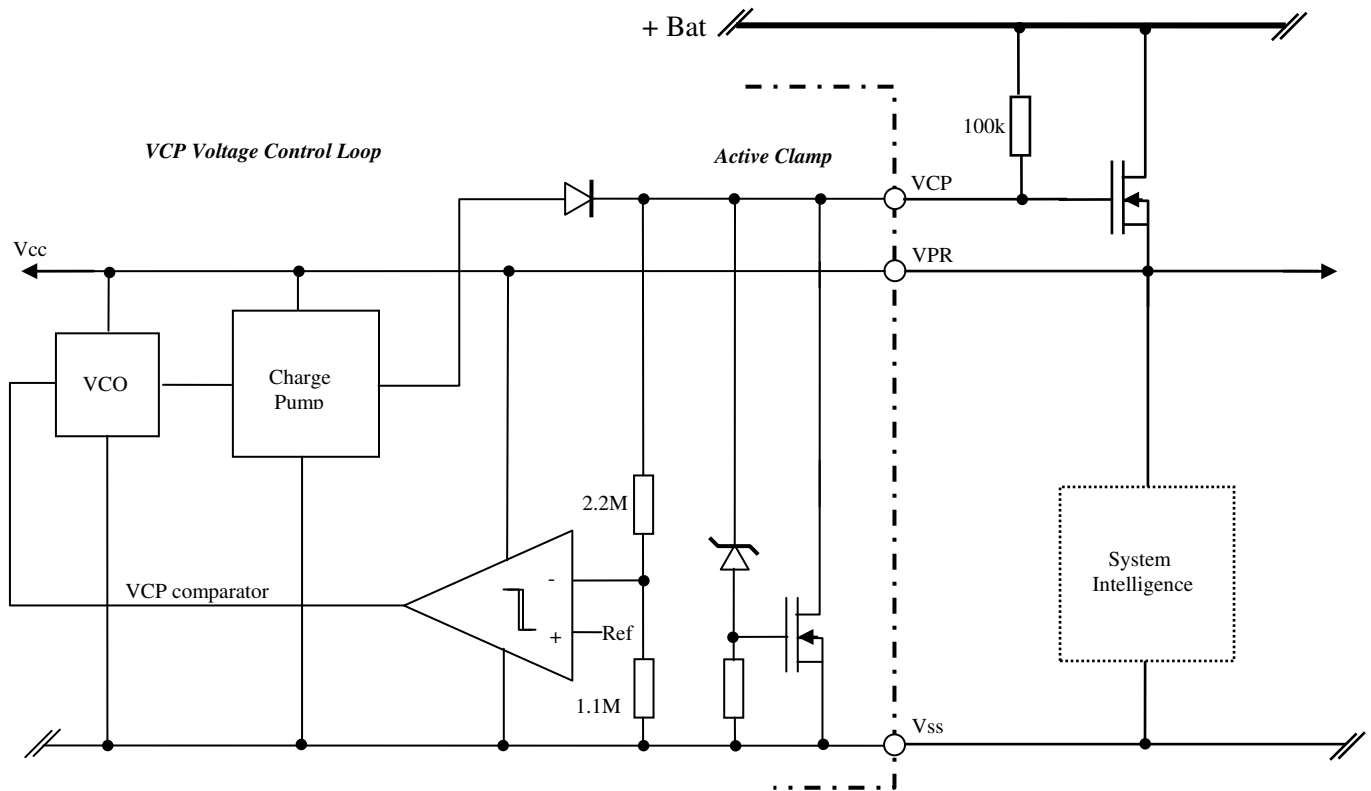 + Bat
100k
VCP Voltage Control Loop
Active Clamp
VCP
Vcc
VPR
VCO
Charge
Pump
2.2M
System
Intelligence
VCP comparator
-
+
Ref
1.1M
Vss